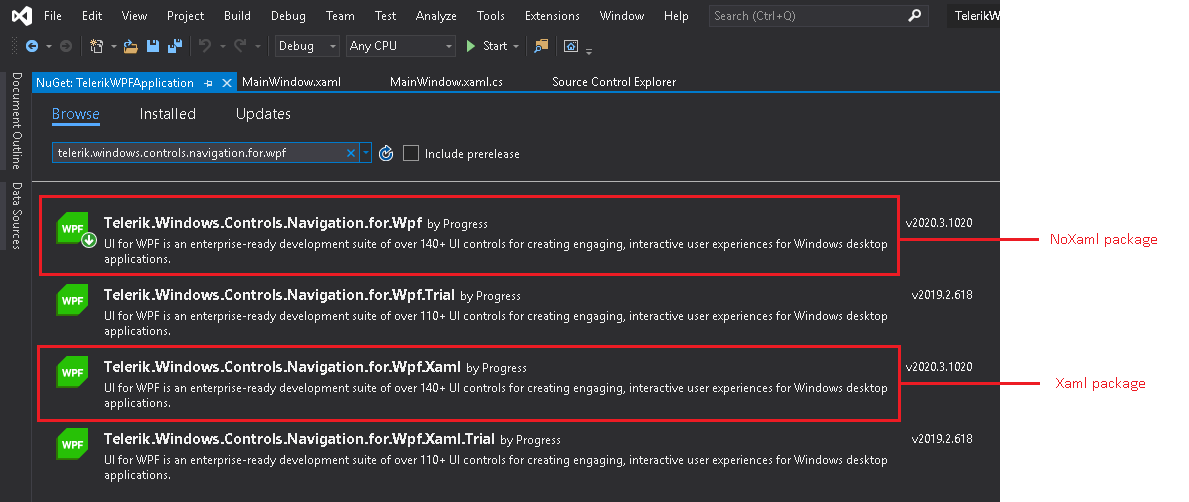 File Edit View Project Build Debug Team Test Analyze Tools Extensions Window Help Search (Ctrl+Q) TelerikW
Debug Any CPU Start
NuGet: TelerikWPFApplication MainWindow.xaml MainWindow.xaml.cs Source Control Explorer
Document Outline
Data Sources
Browse Installed Updates
telerik.windows.controls.navigation.for.wpf Include prerelease
WPF Telerik.Windows.Controls.Navigation.for.Wpf by Progress v2020.3.1020
UI for WPF is an enterprise-ready development suite of over 140+ UI controls for creating engaging, interactive user experiences for Windows desktop
applications.
NoXaml package
WPF Telerik.Windows.Controls.Navigation.for.Wpf.Trial by Progress v2019.2.618
UI for WPF is an enterprise-ready development suite of over 110+ UI controls for creating engaging, interactive user experiences for Windows desktop
applications.
WPF Telerik.Windows.Controls.Navigation.for.Wpf.Xaml by Progress v2020.3.1020
UI for WPF is an enterprise-ready development suite of over 140+ UI controls for creating engaging, interactive user experiences for Windows desktop
applications.
Xaml package
WPF Telerik.Windows.Controls.Navigation.for.Wpf.Xaml.Trial by Progress v2019.2.618
UI for WPF is an enterprise-ready development suite of over 110+ UI controls for creating engaging, interactive user experiences for Windows desktop
applications.